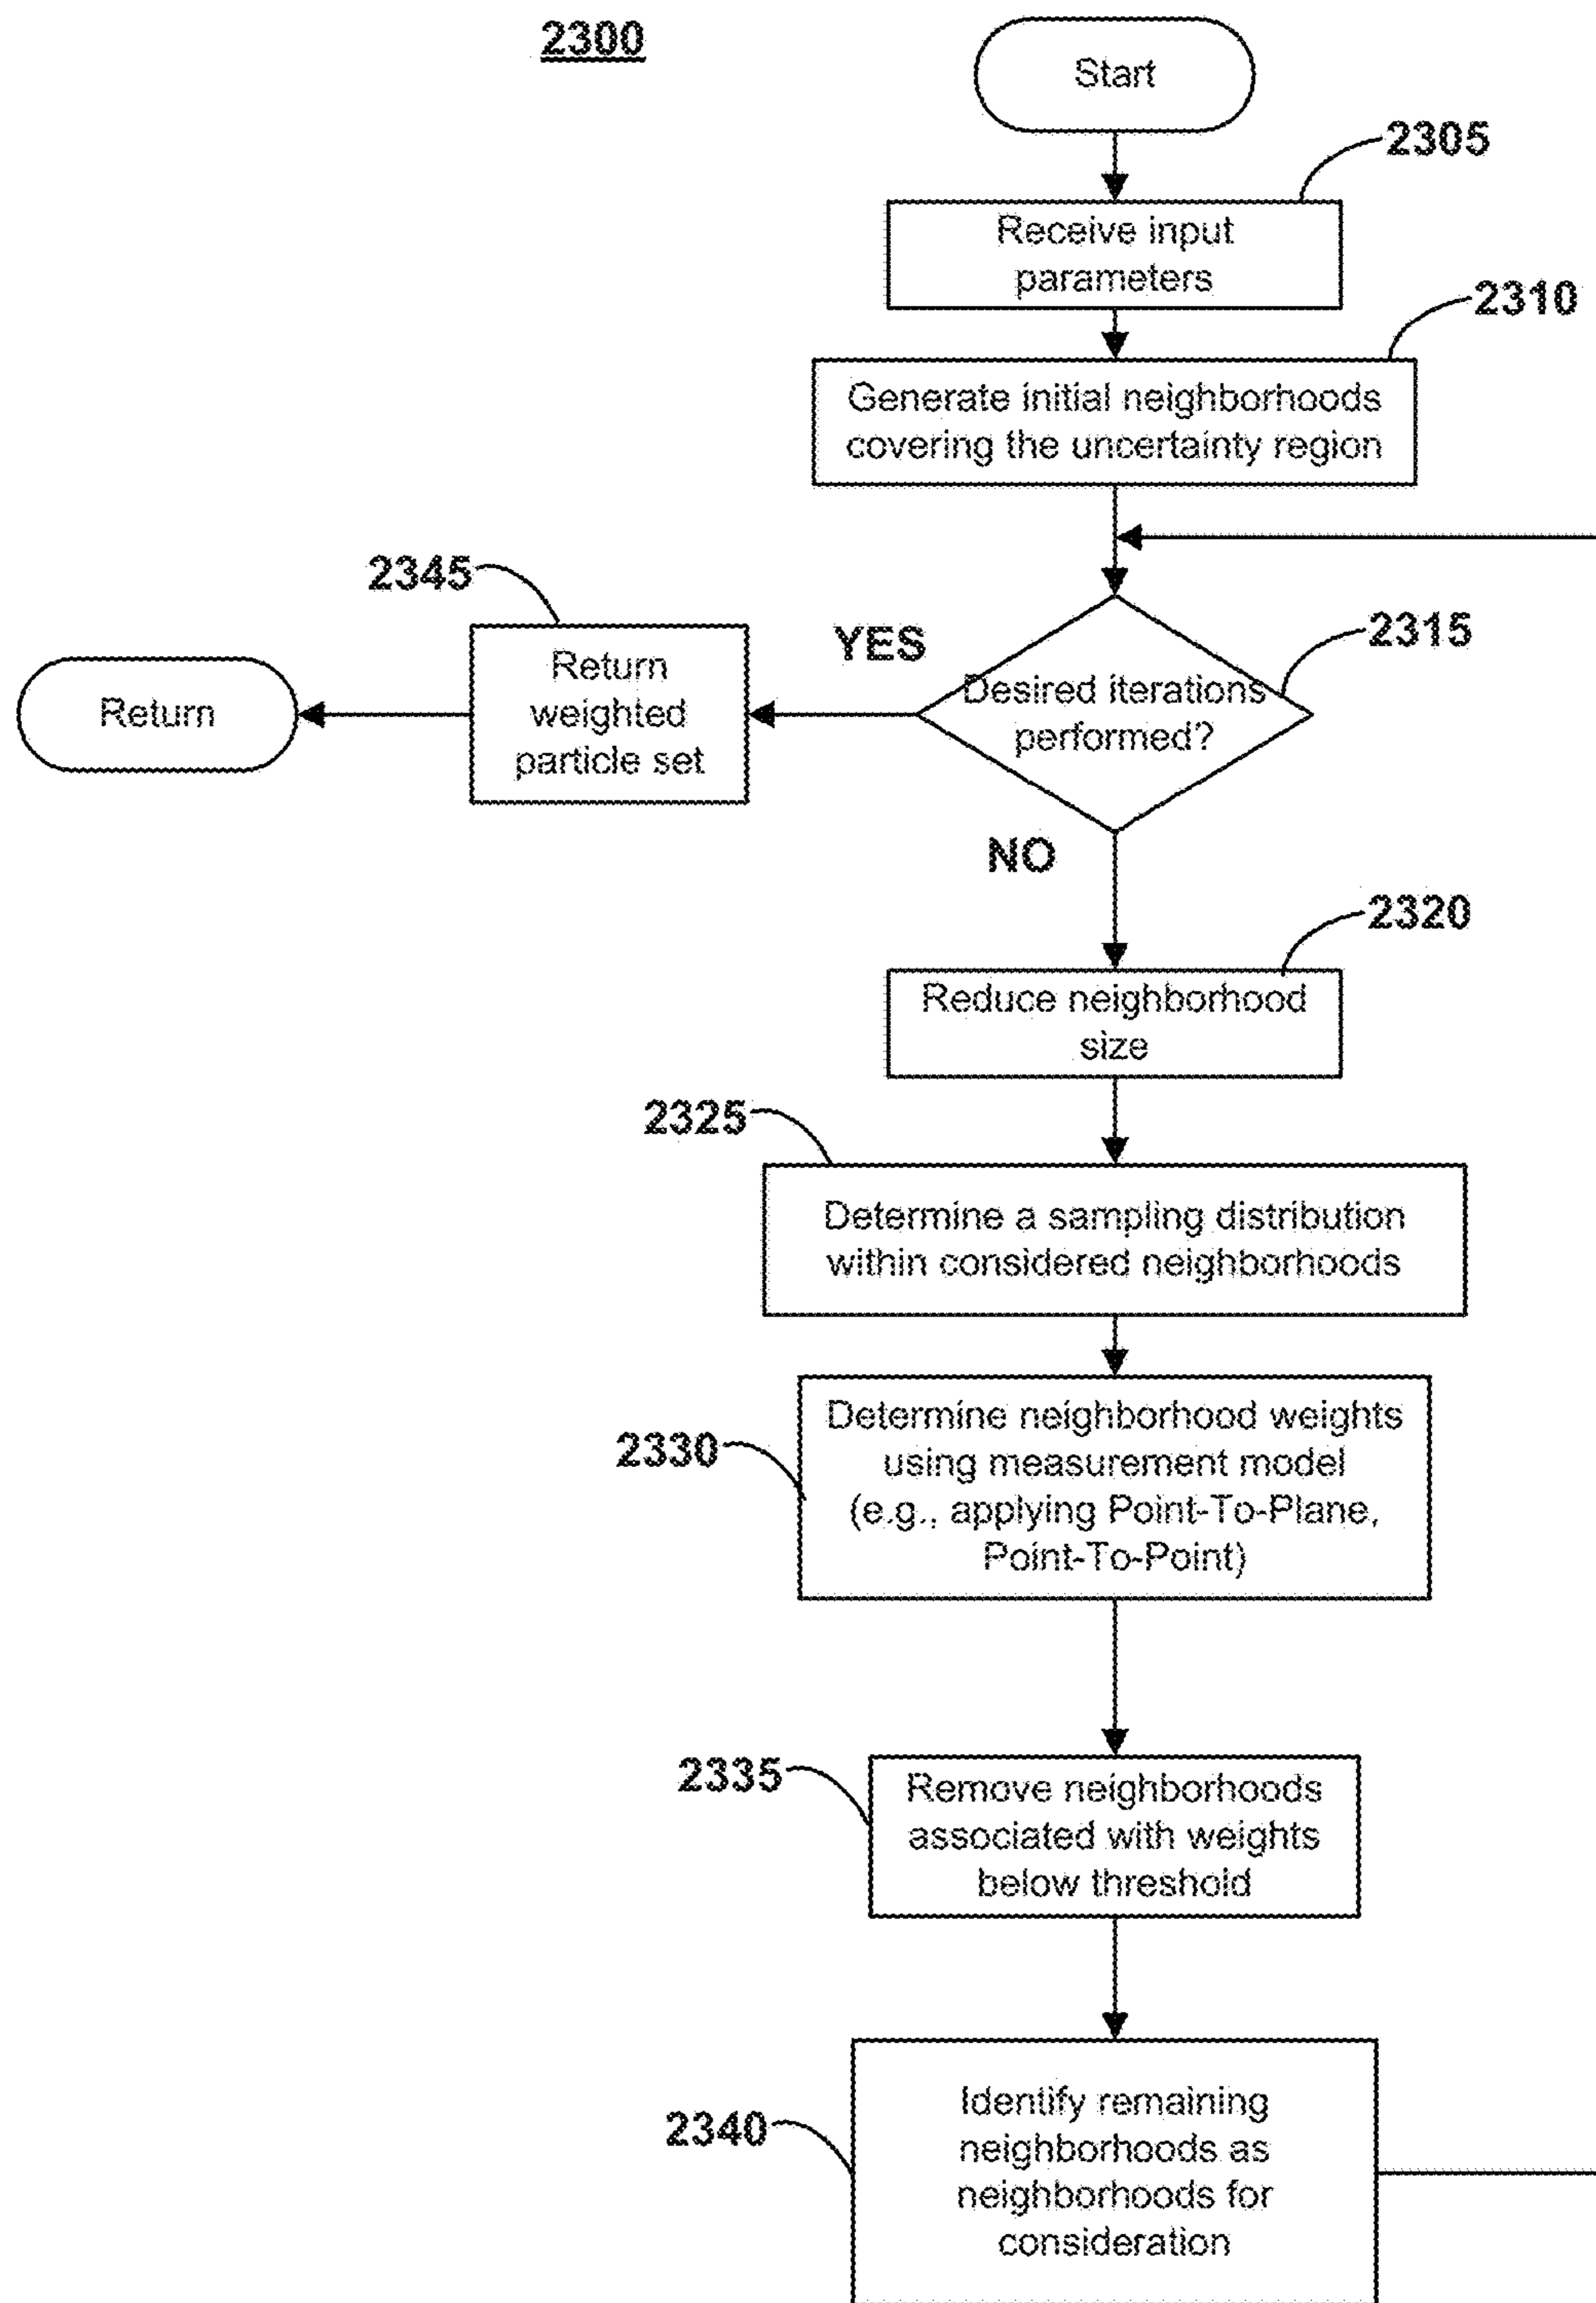 2300
Start
2305
Receive input
parameters
2310
Generate initial neighborhoods
covering the uncertainty region
2345
Return
weighted
particle set
Return
YES
2315
Desired iterations
performed?
NO
2320
Reduce neighborhood
size
2325
Determine a sampling distribution
within considered neighborhoods
2330
Determine neighborhood weights
using measurement model
(e.g., applying Point-To-Plane,
Point-To-Point)
2335
Remove neighborhoods
associated with weights
below threshold
2340
Identify remaining
neighborhoods as
neighborhoods for
consideration